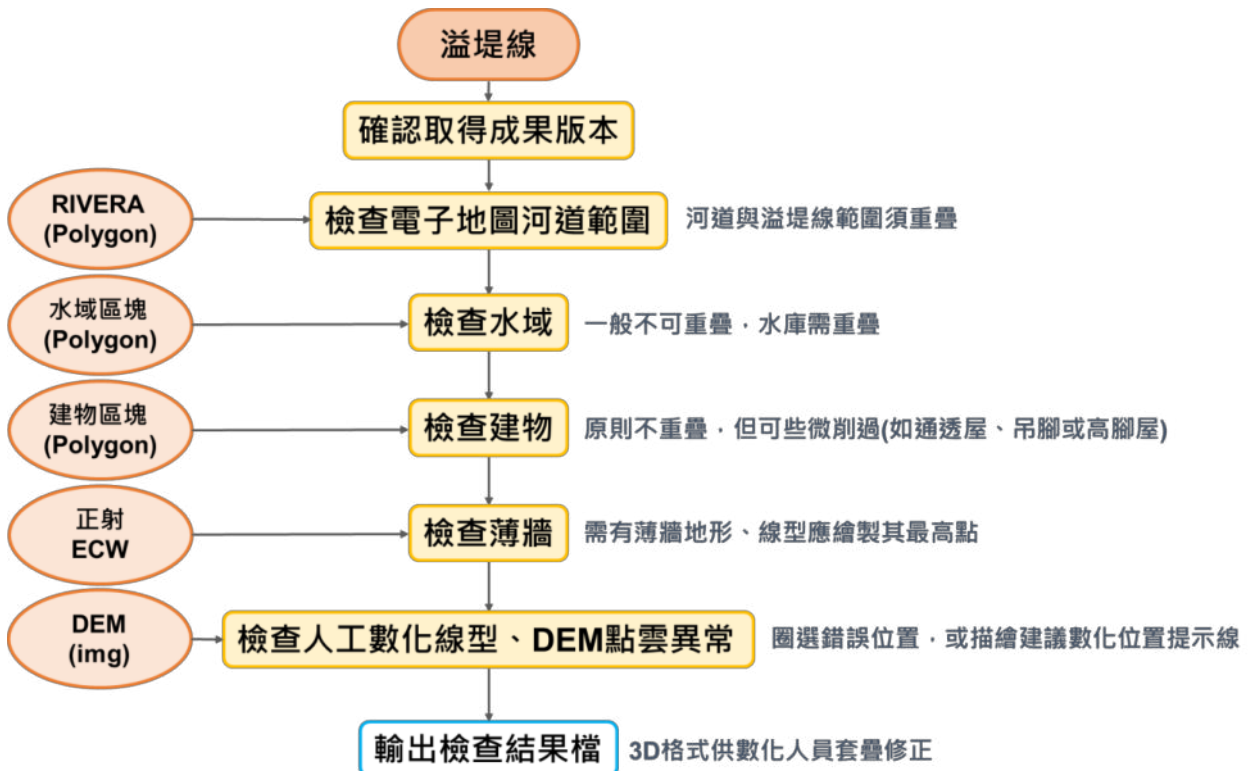 溢堤線
確認取得成果版本
RIVERA
(Polygon)
檢查電子地圖河道範圍
河道與溢堤線範圍須重疊
水域區塊
(Polygon)
檢查水域
一般不可重疊，水庫需重疊
建物區塊
(Polygon)
檢查建物
原則不重疊，但可些微削過(如通透屋、吊腳或高腳屋)
正射
ECW
檢查薄牆
需有薄牆地形、線型應繪製其最高點
DEM
(img)
檢查人工數化線型、DEM點雲異常
圈選錯誤位置，或描繪建議數化位置提示線
輸出檢查結果檔
3D格式供數化人員套疊修正